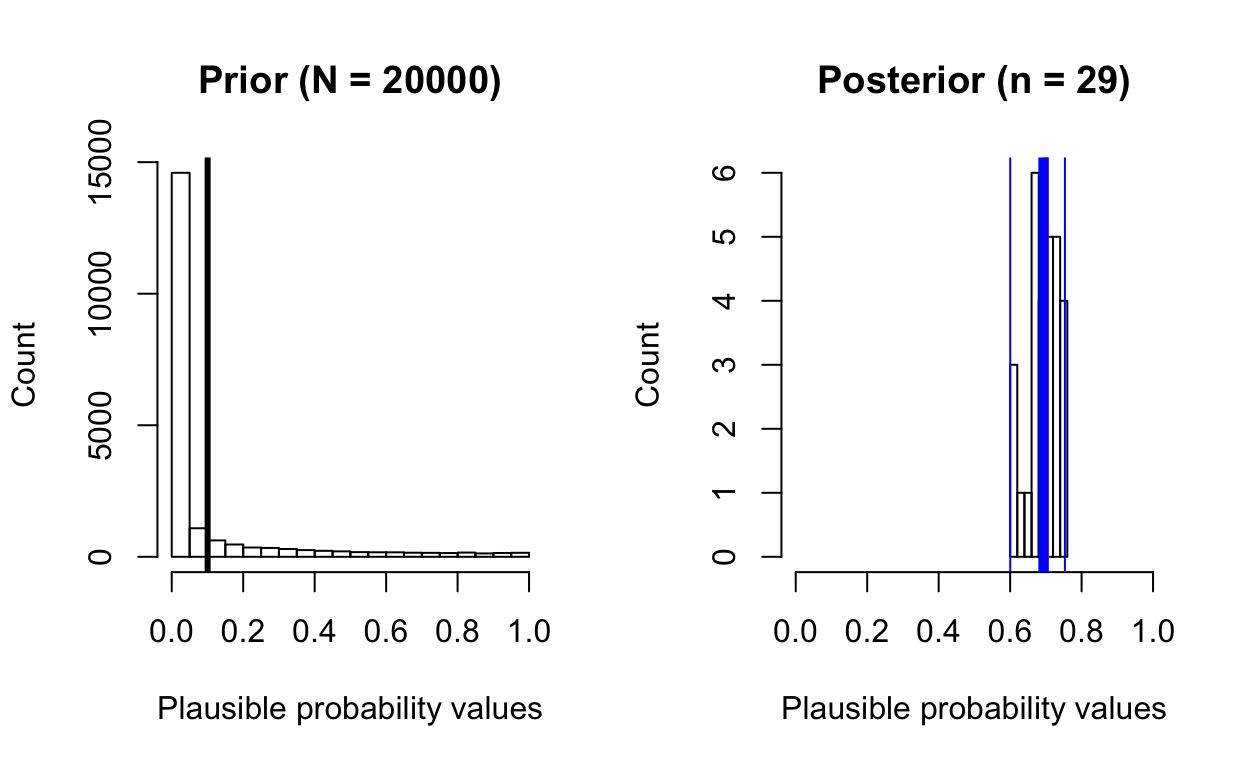 Prior (N = 20000)
Count
15000
10000
5000
0
0.0 0.2 0.4 0.6 0.8 1.0
Plausible probability values
Posterior (n = 29)
Count
6
5
4
3
2
1
0
0.0 0.2 0.4 0.6 0.8 1.0
Plausible probability values